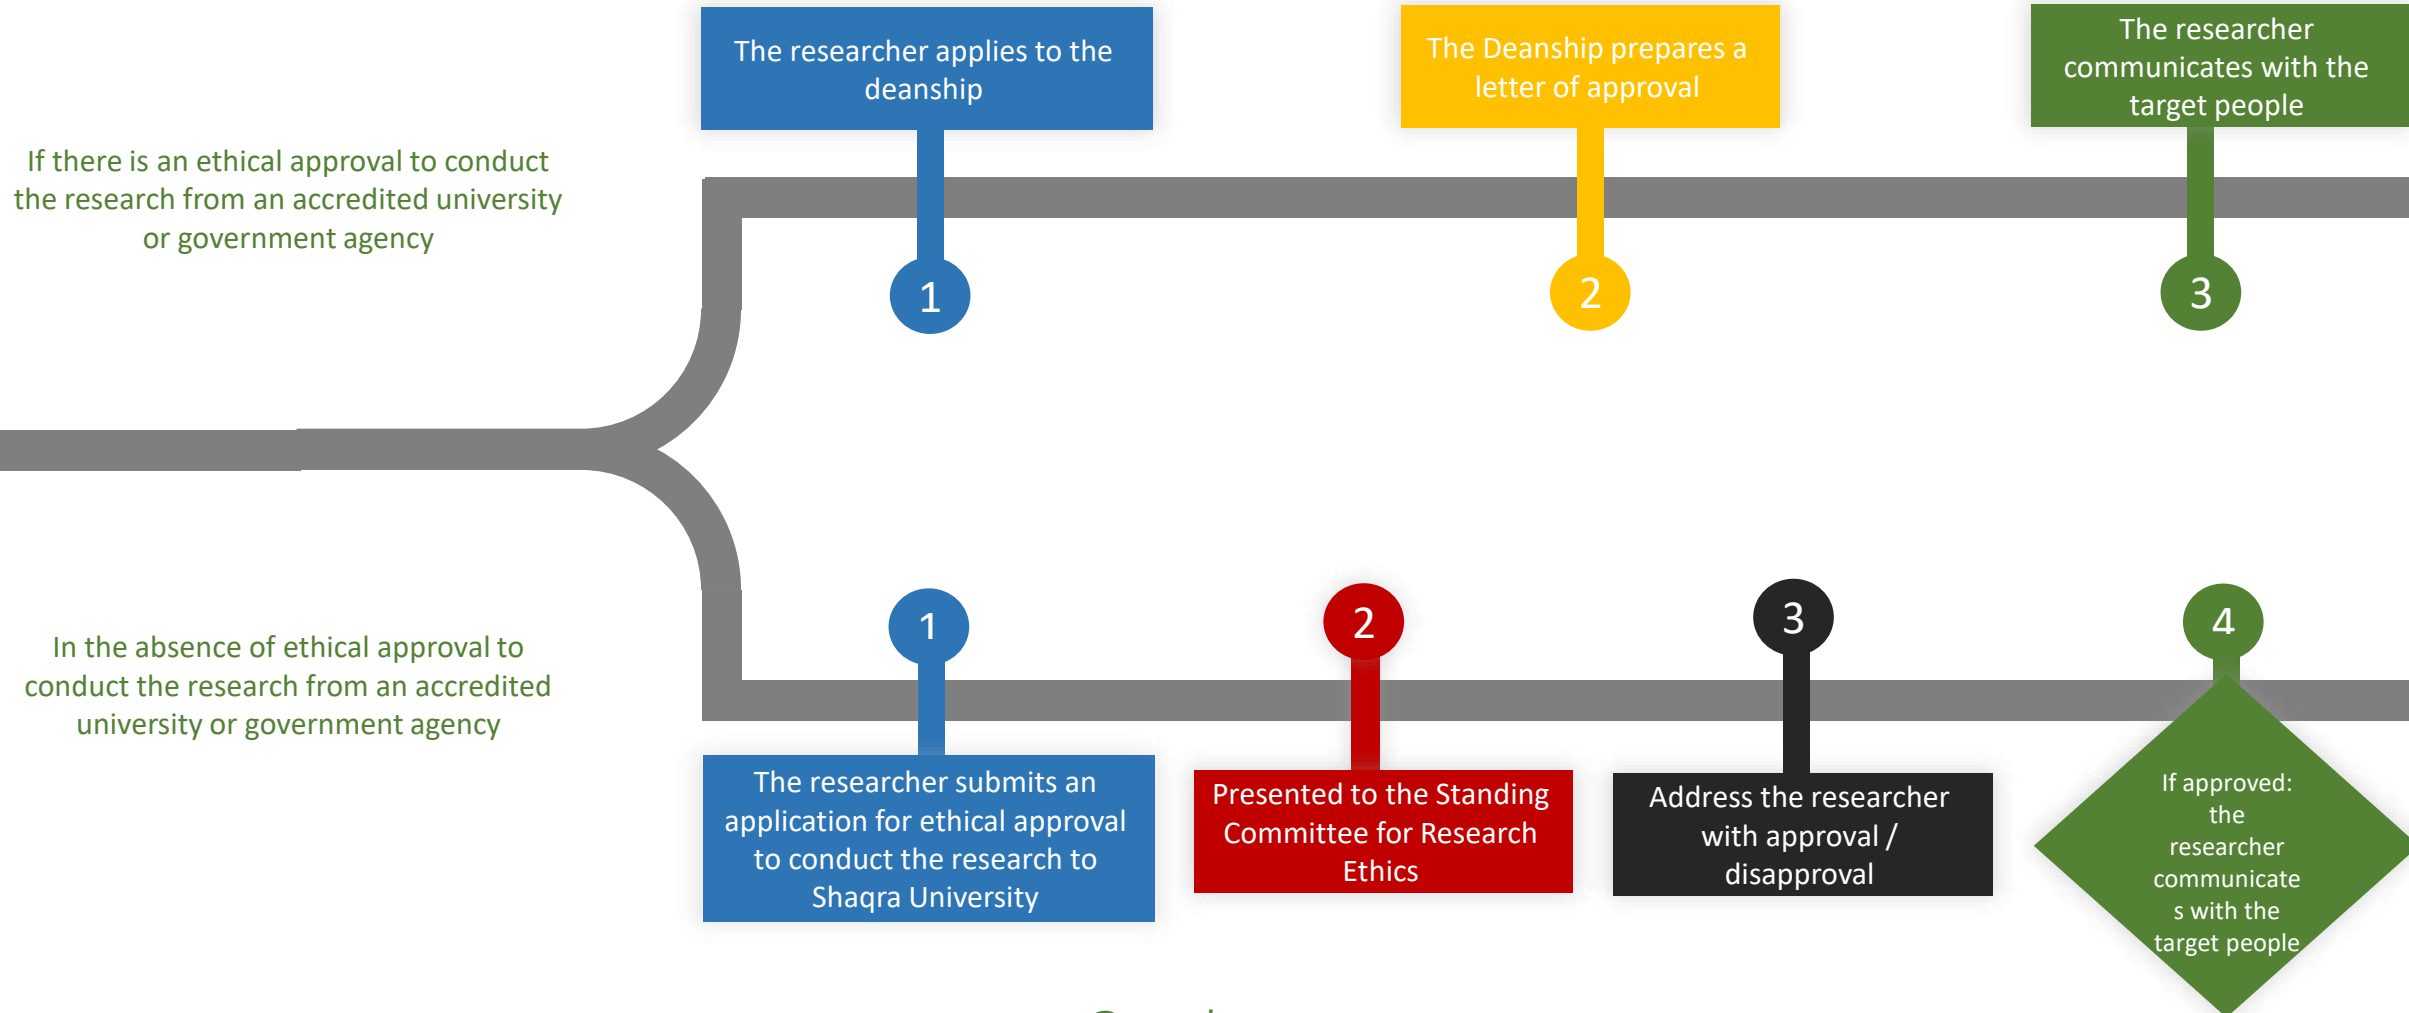 The researcher applies to the
deanship
The Deanship prepares a
letter of approval
The researcher
communicates with the
target people
If there is an ethical approval to conduct
the research from an accredited university
or government agency
1
2
3
In the absence of ethical approval to
conduct the research from an accredited
university or government agency
1
2
3
4
The researcher submits an
application for ethical approval
to conduct the research to
Shaqra University
Presented to the Standing
Committee for Research
Ethics
Address the researcher
with approval /
disapproval
If approved:
the
researcher
communicate
s with the
target people